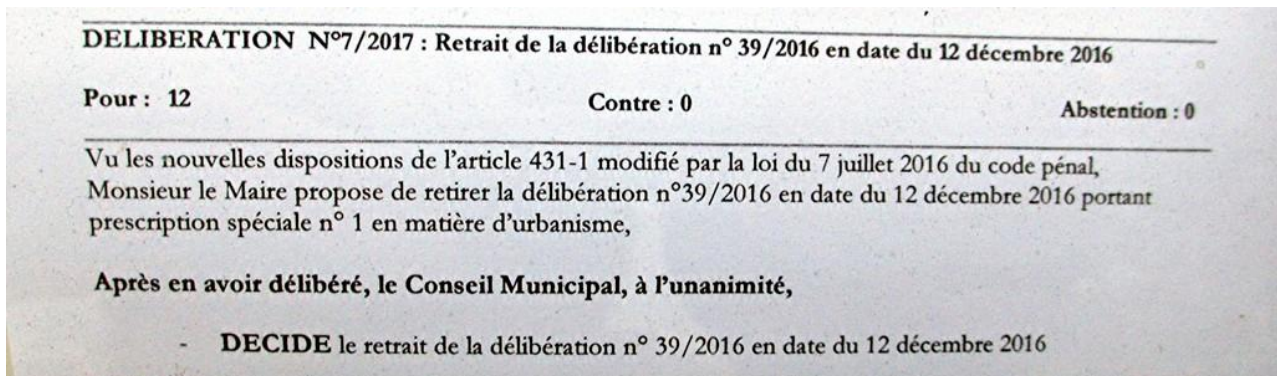 DELIBERATION N°7/2017 : Retrait de la délibération n° 39/2016 en date du 12 décembre 2016
Pour : 12 Contre : 0 Abstention : 0
Vu les nouvelles dispositions de l'article 431-1 modifié par la loi du 7 juillet 2016 du code pénal,
Monsieur le Maire propose de retirer la délibération n°39/2016 en date du 12 décembre 2016 portant
prescription spéciale n° 1 en matière d'urbanisme,
Après en avoir délibéré, le Conseil Municipal, à l'unanimité,
- DECIDE le retrait de la délibération n° 39/2016 en date du 12 décembre 2016